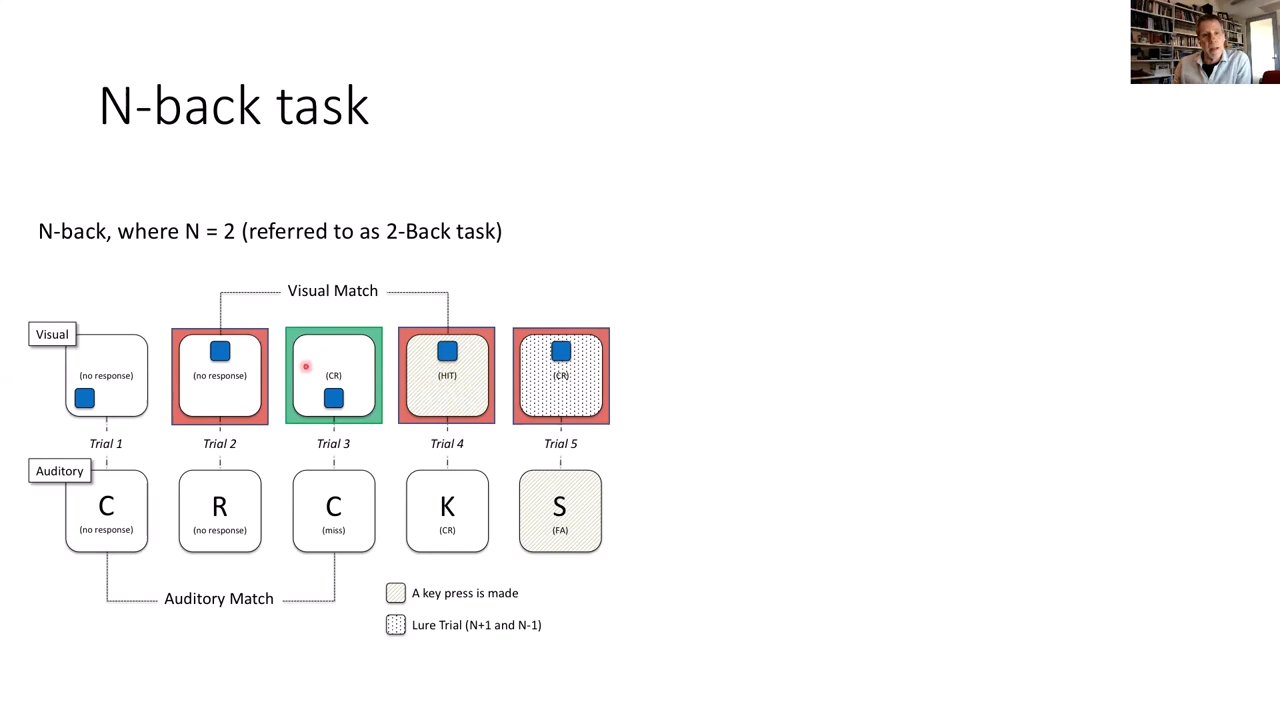 N-back task
N-back, where N = 2 (referred to as 2-Back task)
Visual Match
Visual
(no response)
(no response)
(CR)
(HIT)
(CR)
Trial 1
Trial 2
Trial 3
Trial 4
Trial 5
Auditory
C
R
C
K
S
(no response)
(no response)
(miss)
(CR)
(FA)
Auditory Match
A key press is made
Lure Trial (N+1 and N-1)